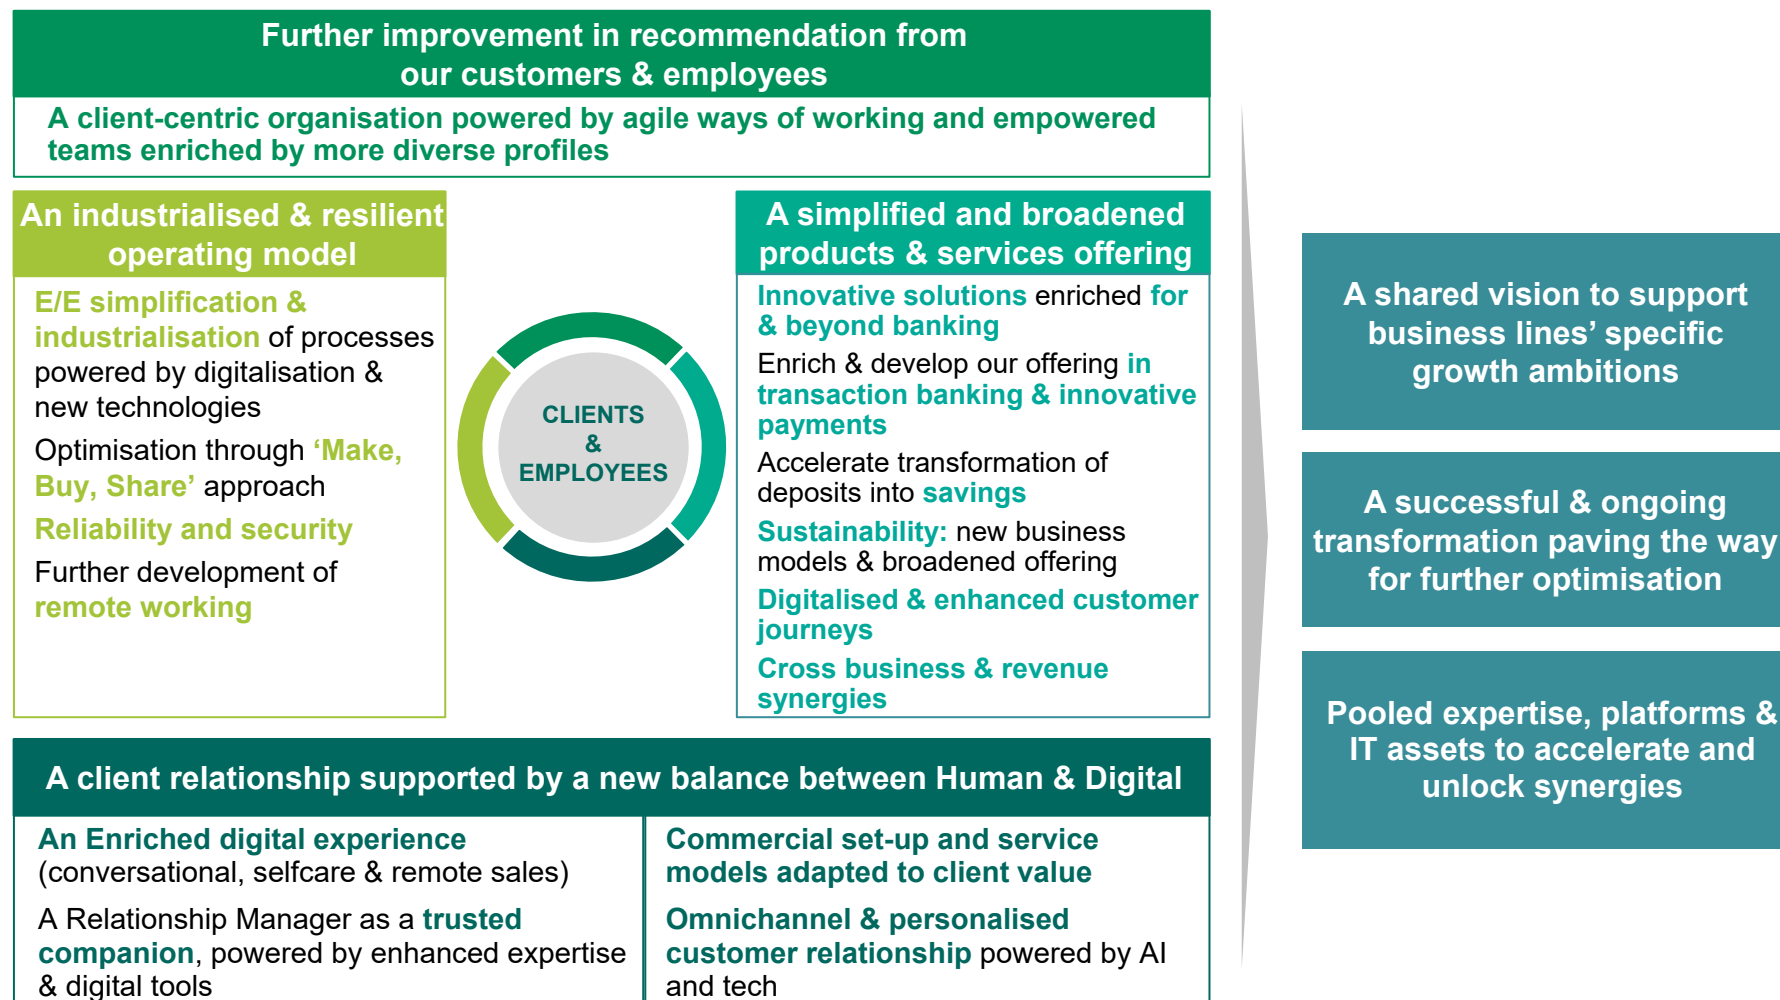 Further improvement in recommendation from
our customers & employees
A client-centric organisation powered by agile ways of working and empowered
teams enriched by more diverse profiles
An industrialised & resilient
operating model
E/E simplification &
industrialisation of processes
powered by digitalisation &
new technologies
Optimisation through ‘Make,
Buy, Share’ approach
Reliability and security
Further development of
remote working
CLIENTS
&
EMPLOYEES
A simplified and broadened
products & services offering
Innovative solutions enriched for
& beyond banking
Enrich & develop our offering in
transaction banking & innovative
payments
Accelerate transformation of
deposits into savings
Sustainability: new business
models & broadened offering
Digitalised & enhanced customer
journeys
Cross business & revenue
synergies
A client relationship supported by a new balance between Human & Digital
An Enriched digital experience
(conversational, selfcare & remote sales)
A Relationship Manager as a trusted
companion, powered by enhanced expertise
& digital tools
Commercial set-up and service
models adapted to client value
Omnichannel & personalised
customer relationship powered by AI
and tech
A shared vision to support
business lines’ specific
growth ambitions
A successful & ongoing
transformation paving the way
for further optimisation
Pooled expertise, platforms &
IT assets to accelerate and
unlock synergies